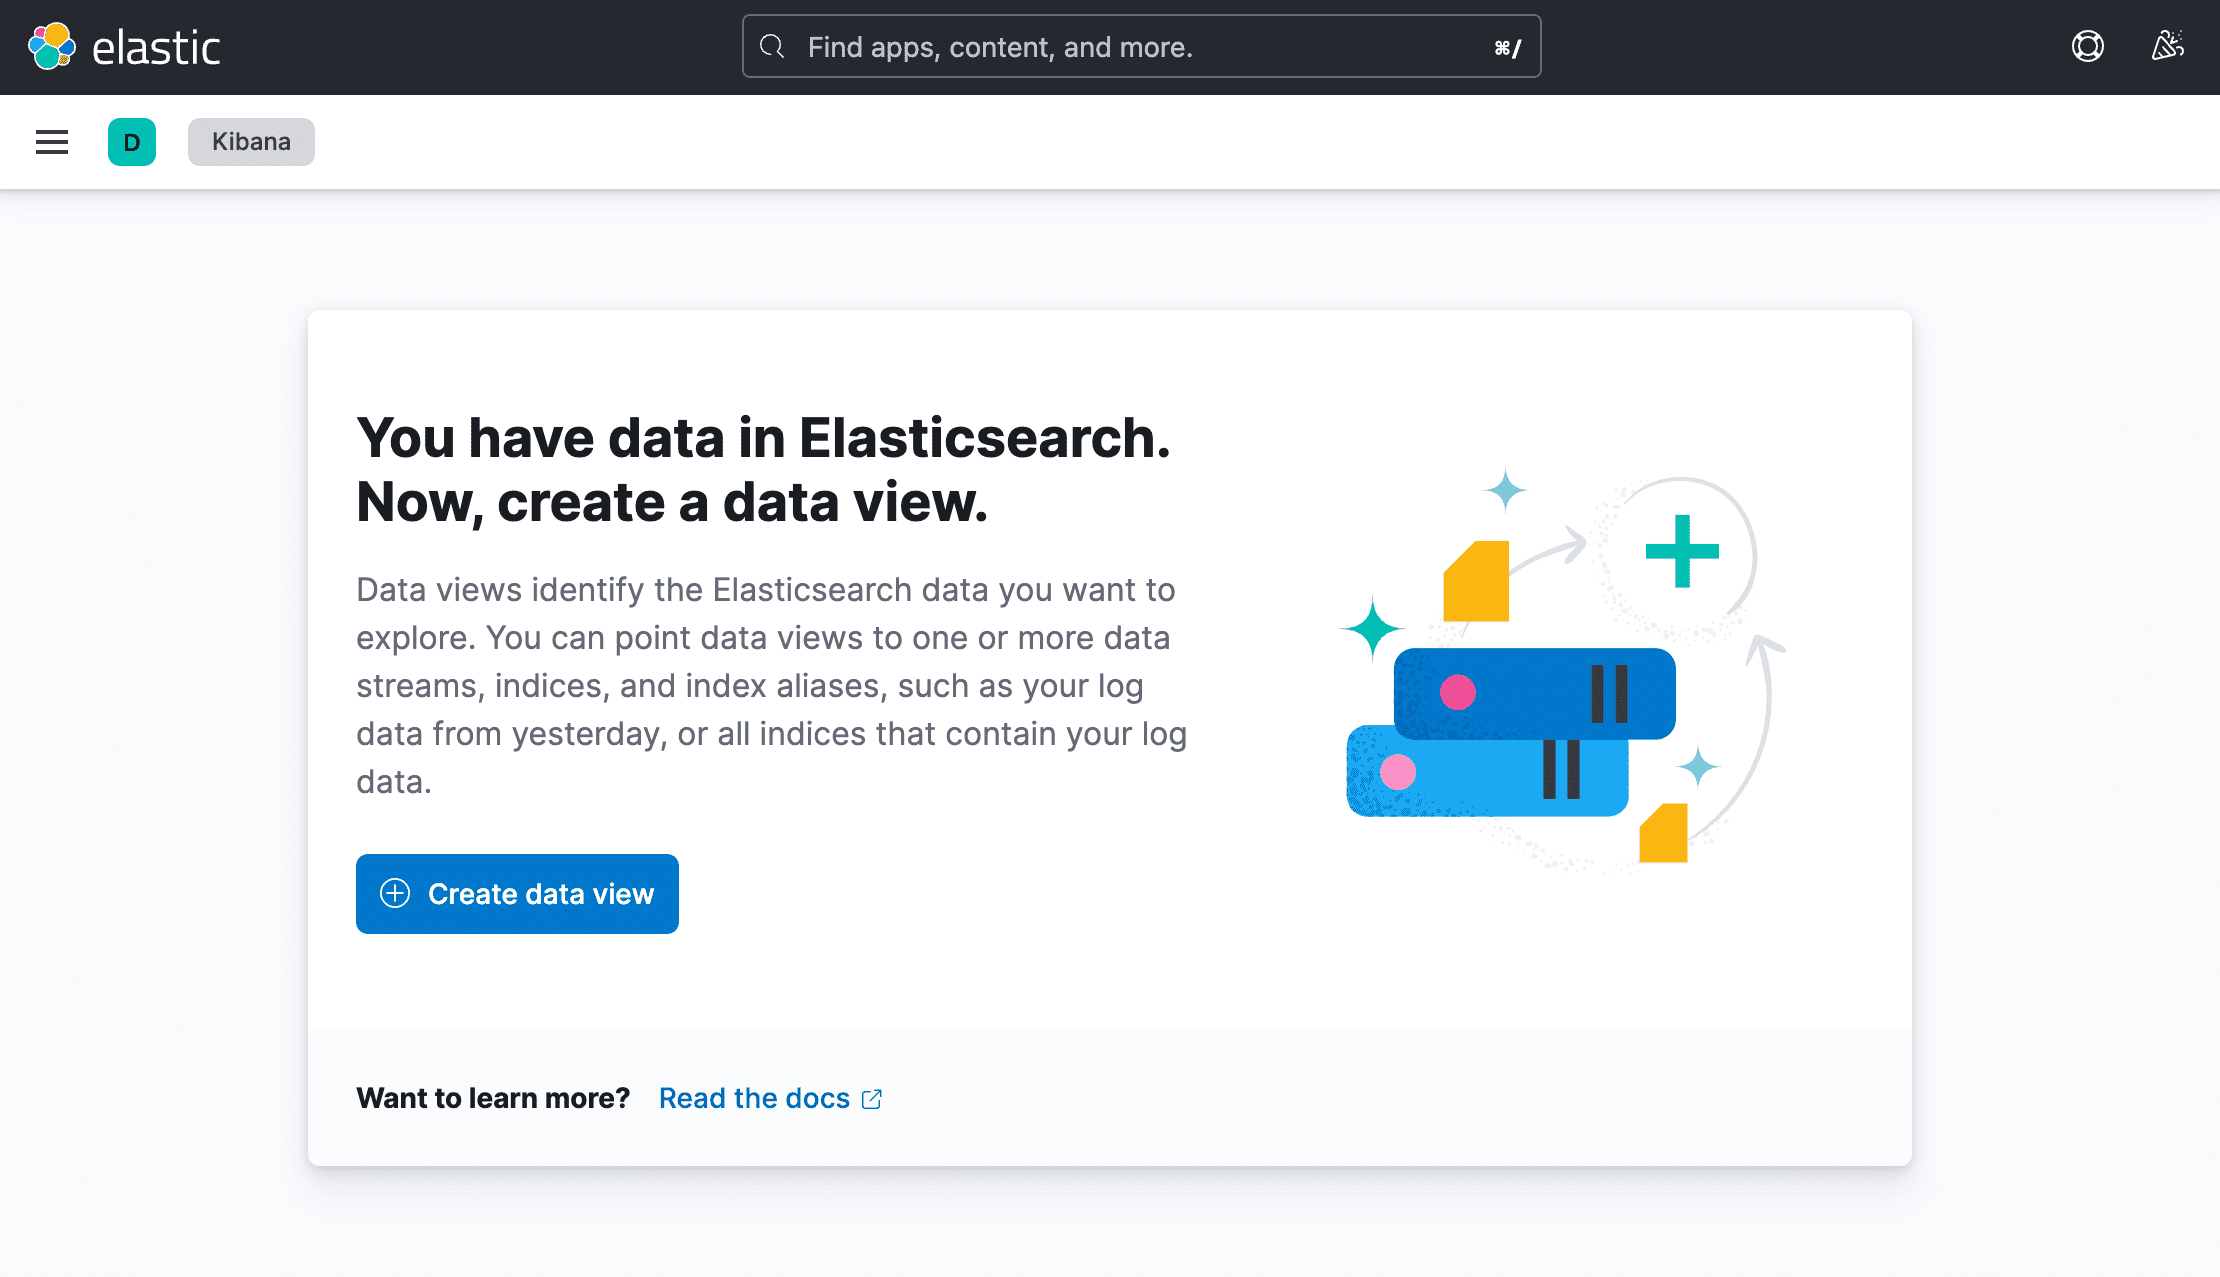 elastic
Find apps, content, and more.
⌘/
D
Kibana
You have data in Elasticsearch.
Now, create a data view.
Data views identify the Elasticsearch data you want to
explore. You can point data views to one or more data
streams, indices, and index aliases, such as your log
data from yesterday, or all indices that contain your log
data.
Create data view
Want to learn more? Read the docs